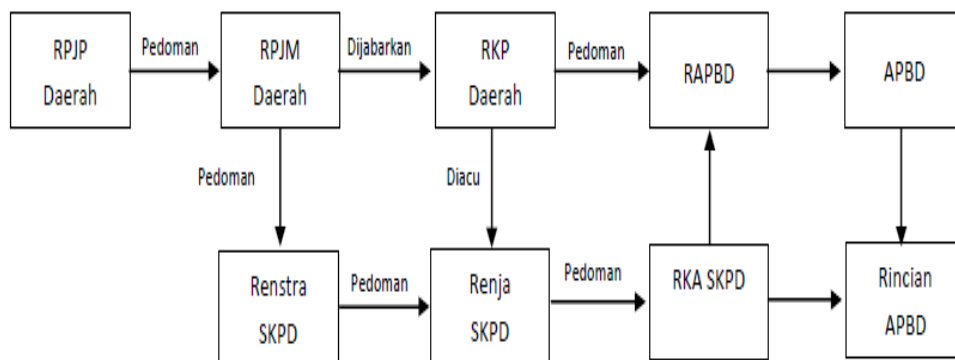 RPJP
Daerah
Pedoman
RPJM
Daerah
Dijabarkan
RKP
Daerah
Pedoman
RAPBD
APBD
Pedoman
Diacu
Renstra
SKPD
Pedoman
Renja
SKPD
Pedoman
RKA SKPD
Rincian
APBD